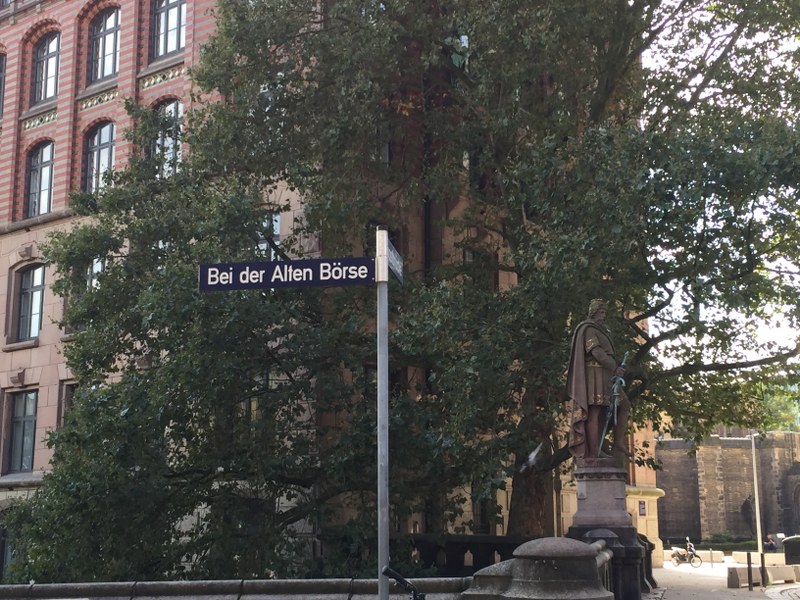 Bei der Alten Börse